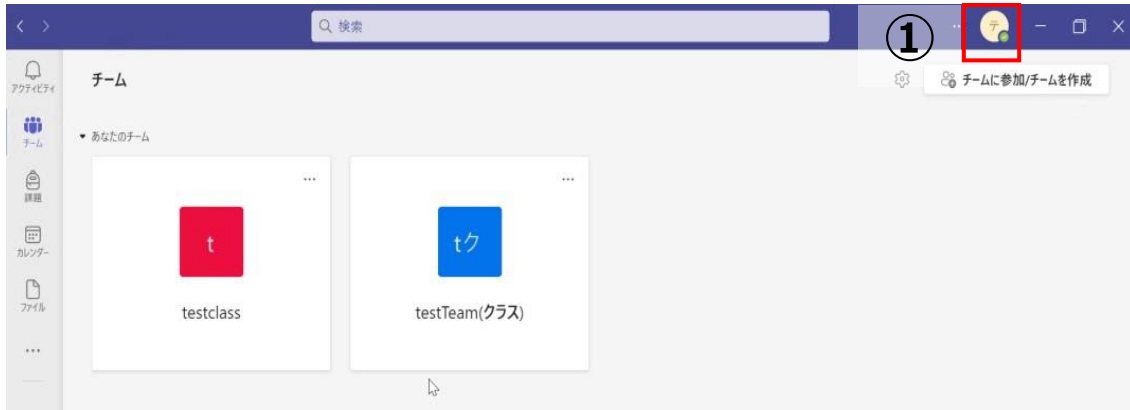 検索
①
テ
アクティビティ
チーム
チームに参加/チームを作成
チーム
あなたのチーム
課題
t
tク
カレンダー
testclass
testTeam(クラス)
ファイル